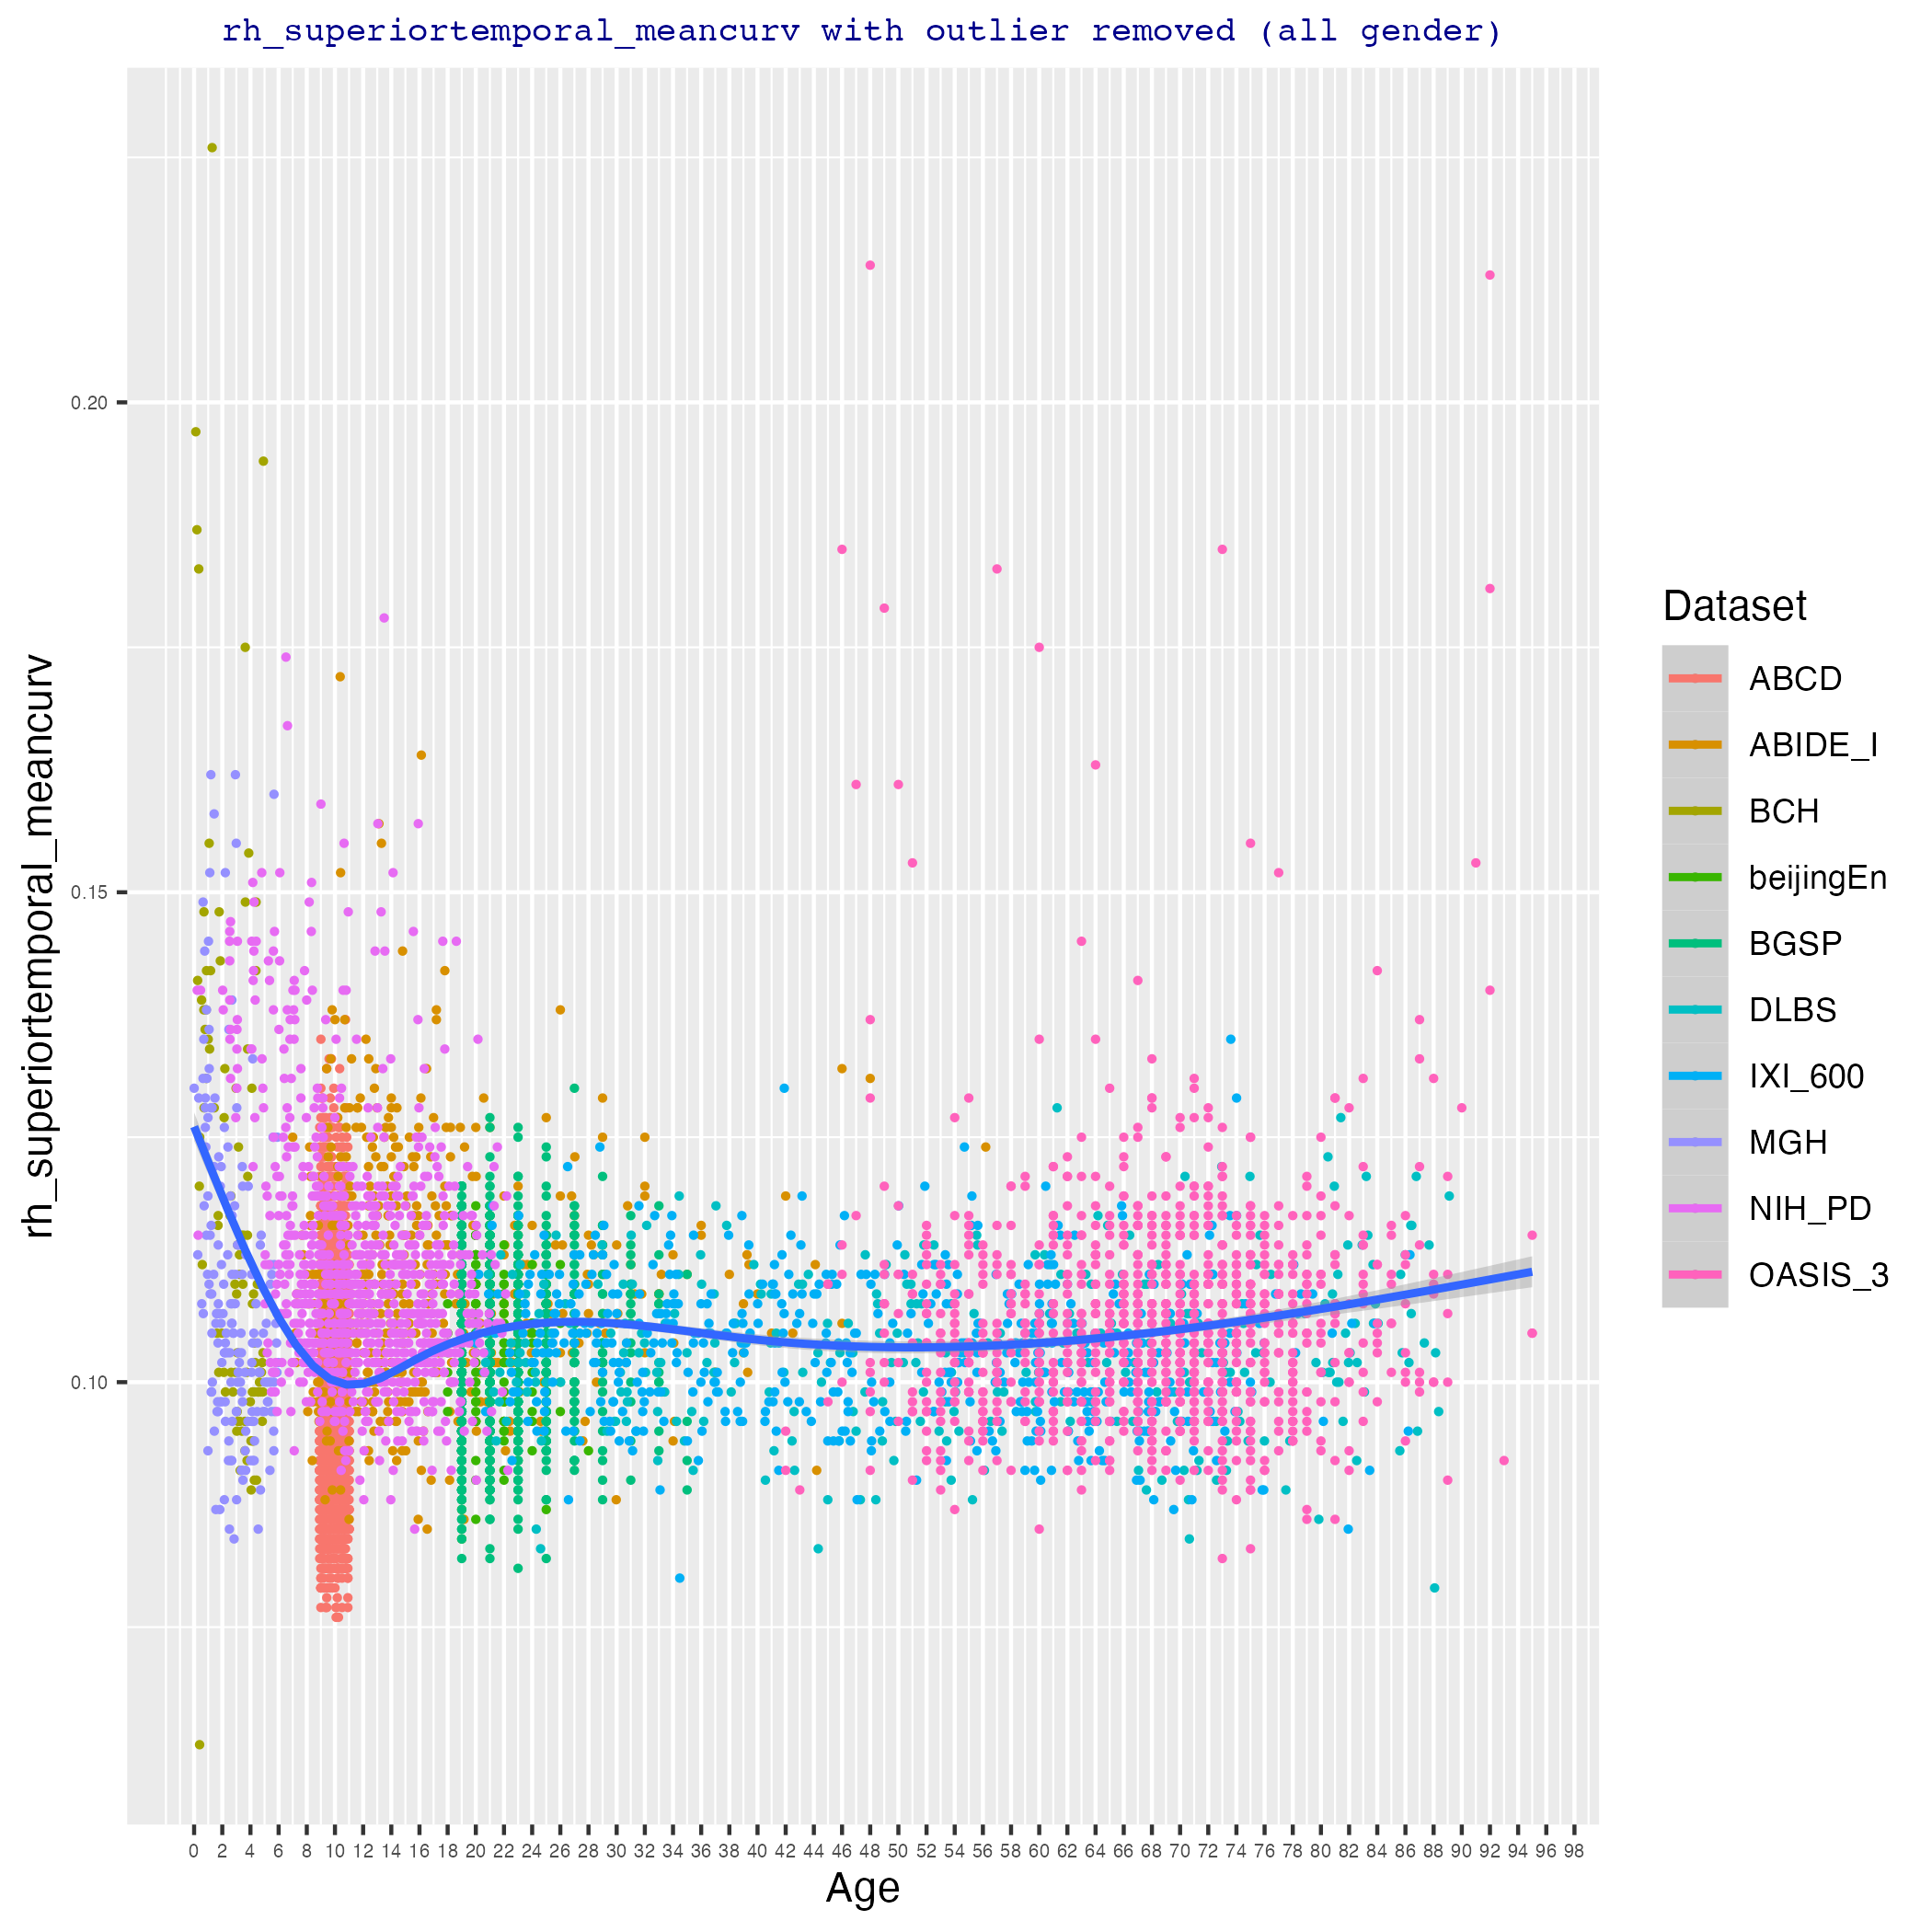 rh_superiortemporal_meancurv with outlier removed (all gender)
rh_superiortemporal_meancurv
0.20
0.15
0.10
0 2 4 6 8 10 12 14 16 18 20 22 24 26 28 30 32 34 36 38 40 42 44 46 48 50 52 54 56 58 60 62 64 66 68 70 72 74 76 78 80 82 84 86 88 90 92 94 96 98
Age
Dataset
ABCD
ABIDE_I
BCH
beijingEn
BGSP
DLBS
IXI_600
MGH
NIH_PD
OASIS_3